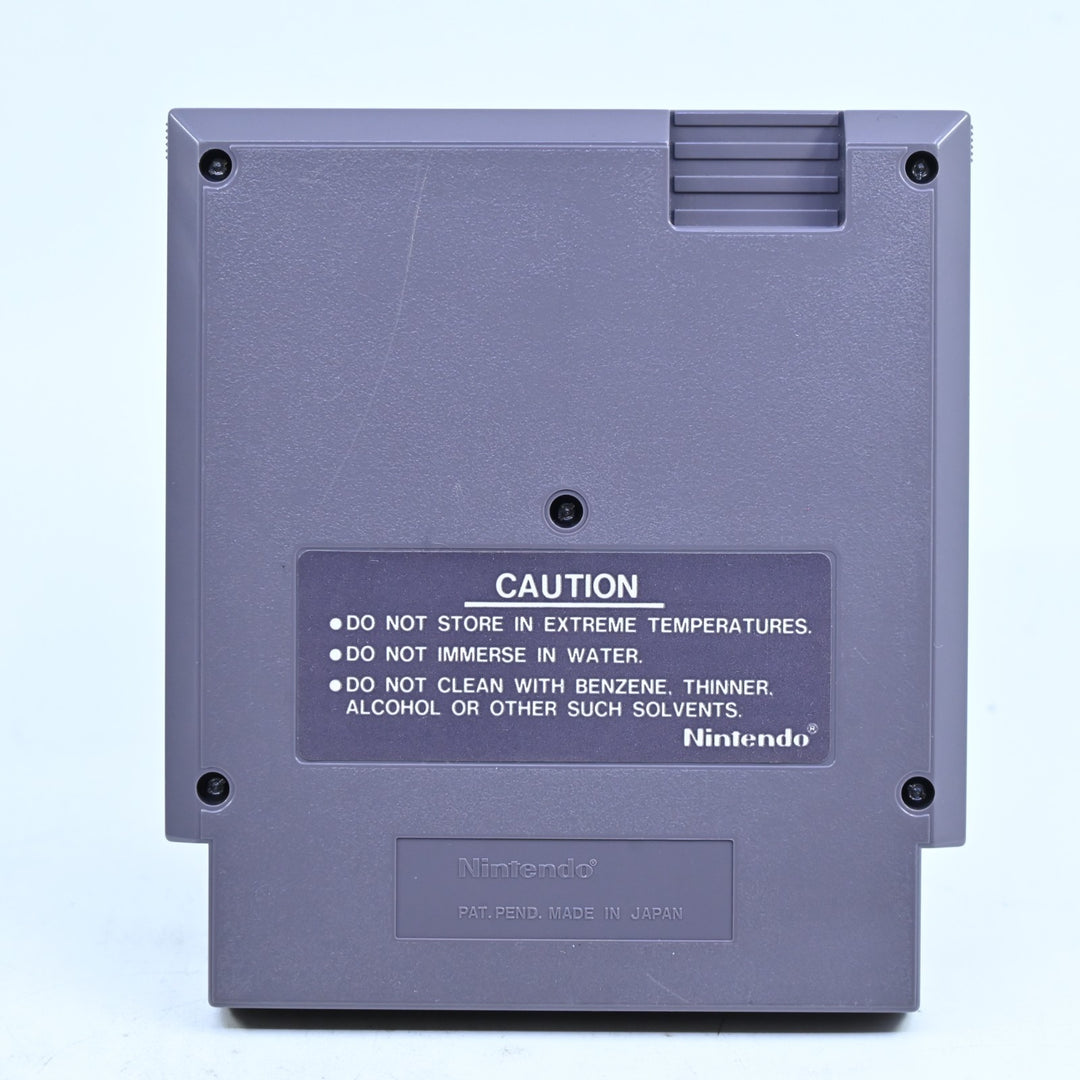 CAUTION
●DO NOT STORE IN EXTREME TEMPERATURES.
●DO NOT IMMERSE IN WATER.
●DO NOT CLEAN WITH BENZENE, THINNER,
ALCOHOL OR OTHER SUCH SOLVENTS.
Nintendo®
Nintendo®
PAT. PEND. MADE IN JAPAN